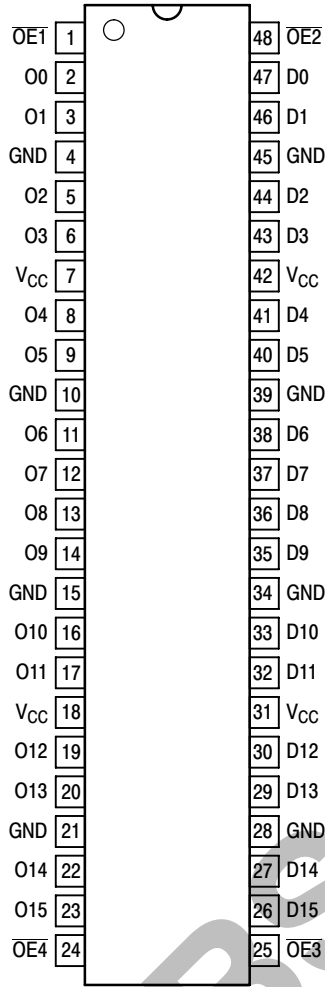 O̅E̅1̅ 1 48 O̅E̅2̅
O0 2 47 D0
O1 3 46 D1
GND 4 45 GND
O2 5 44 D2
O3 6 43 D3
VCC 7 42 VCC
O4 8 41 D4
O5 9 40 D5
GND 10 39 GND
O6 11 38 D6
O7 12 37 D7
O8 13 36 D8
O9 14 35 D9
GND 15 34 GND
O10 16 33 D10
O11 17 32 D11
VCC 18 31 VCC
O12 19 30 D12
O13 20 29 D13
GND 21 28 GND
O14 22 27 D14
O15 23 26 D15
O̅E̅4̅ 24 25 O̅E̅3̅